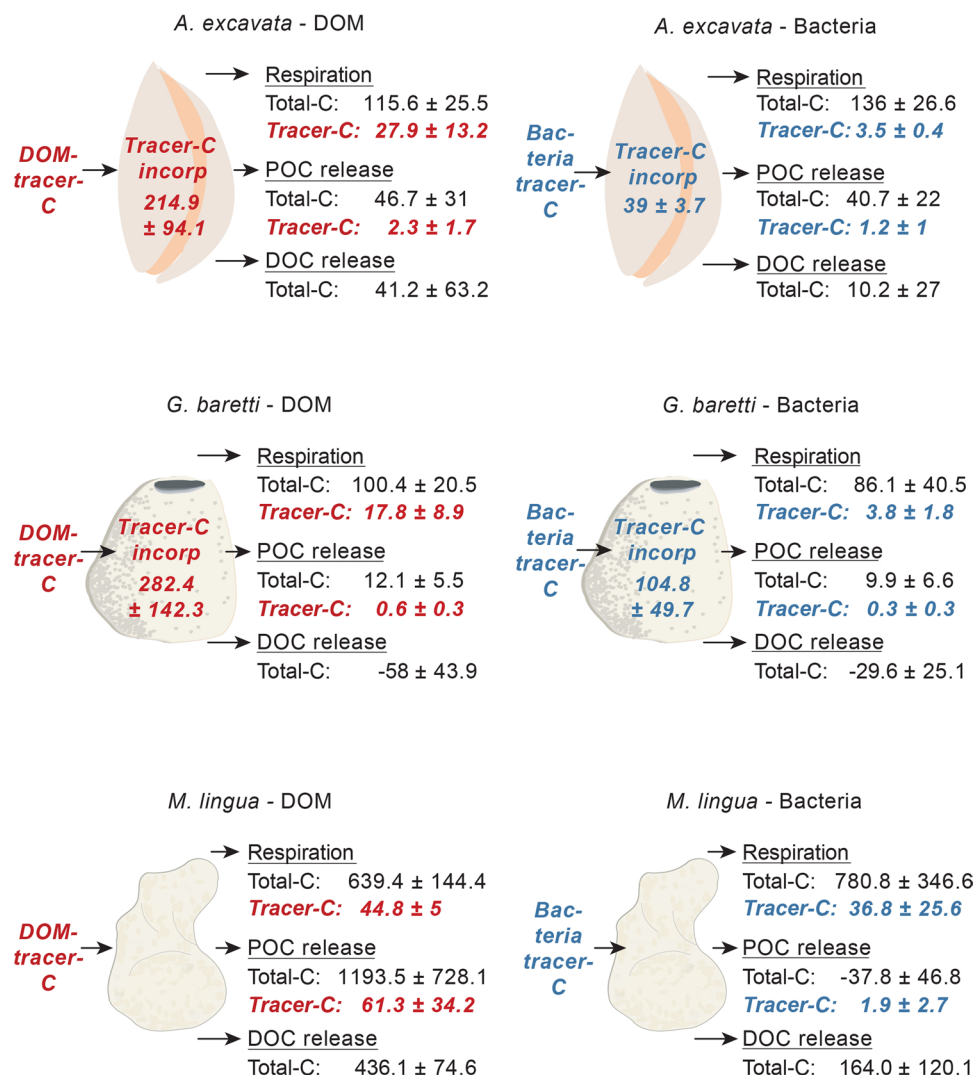 A. excavata - DOM
DOM-
tracer-
C
Tracer-C
incorp
214.9
± 94.1
Respiration
Total-C: 115.6 ± 25.5
Tracer-C: 27.9 ± 13.2
POC release
Total-C: 46.7 ± 31
Tracer-C: 2.3 ± 1.7
DOC release
Total-C: 41.2 ± 63.2
A. excavata - Bacteria
Bac-
teria
tracer-
C
Tracer-C
incorp
39 ± 3.7
Respiration
Total-C: 136 ± 26.6
Tracer-C: 3.5 ± 0.4
POC release
Total-C: 40.7 ± 22
Tracer-C: 1.2 ± 1
DOC release
Total-C: 10.2 ± 27
G. baretti - DOM
DOM-
tracer-
C
Tracer-C
incorp
282.4
± 142.3
Respiration
Total-C: 100.4 ± 20.5
Tracer-C: 17.8 ± 8.9
POC release
Total-C: 12.1 ± 5.5
Tracer-C: 0.6 ± 0.3
DOC release
Total-C: -58 ± 43.9
G. baretti - Bacteria
Bac-
teria
tracer-
C
Tracer-C
incorp
104.8
± 49.7
Respiration
Total-C: 86.1 ± 40.5
Tracer-C: 3.8 ± 1.8
POC release
Total-C: 9.9 ± 6.6
Tracer-C: 0.3 ± 0.3
DOC release
Total-C: -29.6 ± 25.1
M. lingua - DOM
DOM-
tracer-
C
Respiration
Total-C: 639.4 ± 144.4
Tracer-C: 44.8 ± 5
POC release
Total-C: 1193.5 ± 728.1
Tracer-C: 61.3 ± 34.2
DOC release
Total-C: 436.1 ± 74.6
M. lingua - Bacteria
Bac-
teria
tracer-
C
Respiration
Total-C: 780.8 ± 346.6
Tracer-C: 36.8 ± 25.6
POC release
Total-C: -37.8 ± 46.8
Tracer-C: 1.9 ± 2.7
DOC release
Total-C: 164.0 ± 120.1